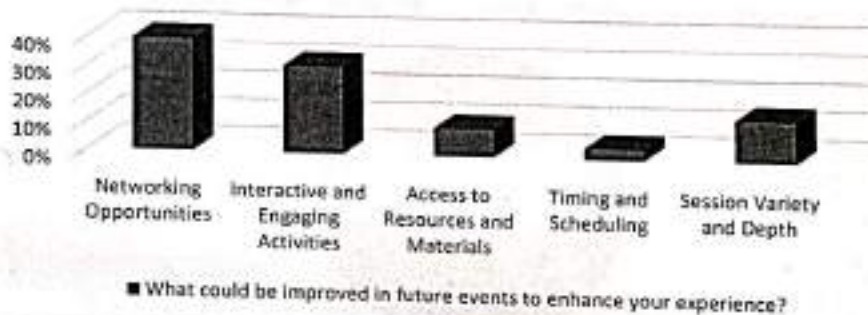 40%
30%
20%
10%
0%
Networking
Opportunities
Interactive and
Engaging
Activities
Access to
Resources and
Materials
Timing and
Scheduling
Session Variety
and Depth
■ What could be improved in future events to enhance your experience?